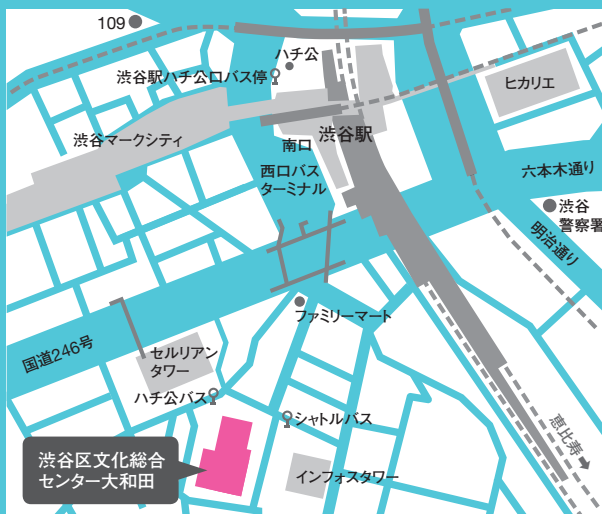 109
ハチ公
渋谷駅ハチ公口バス停
ヒカリエ
渋谷マークシティ
渋谷駅
南口
西口バス
ターミナル
六本木通り
渋谷
警察署
明治通り
ファミリーマート
国道246号
セルリアン
タワー
ハチ公バス
シャトルバス
恵比寿
渋谷区文化総合
センター大和田
インフォスタワー